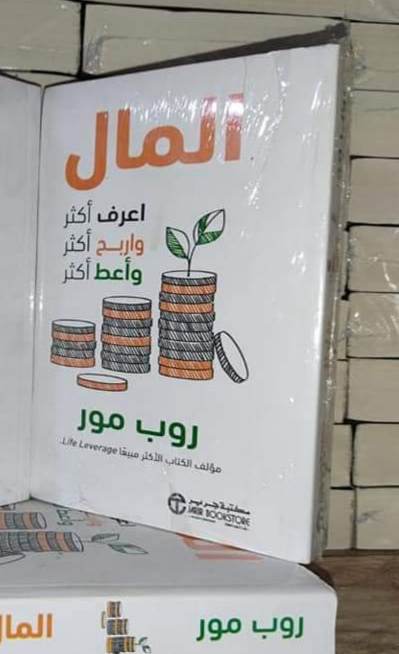 المال
اعرف أكثر
واربح أكثر
وأعط أكثر
روب مور
مؤلف الكتاب الأكثر مبيعًا Life Leverage.
مكتبة جرير
JARIR BOOKSTORE
روب مور
المال